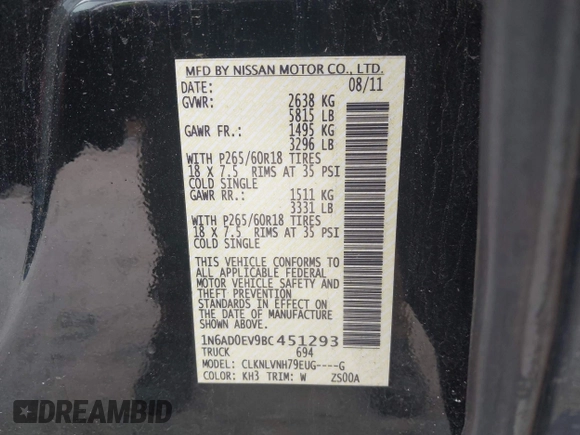 MFD BY NISSAN MOTOR CO., LTD.
DATE: 08/11
GVWR: 2638 KG
5815 LB
GAWR FR.: 1495 KG
3296 LB
WITH P265/60R18 TIRES
18 X 7.5 RIMS AT 35 PSI
COLD SINGLE
GAWR RR.: 1511 KG
3331 LB
WITH P265/60R18 TIRES
18 X 7.5 RIMS AT 35 PSI
COLD SINGLE
THIS VEHICLE CONFORMS TO
ALL APPLICABLE FEDERAL
MOTOR VEHICLE SAFETY AND
THEFT PREVENTION
STANDARDS IN EFFECT ON
THE DATE OF MANUFACTURE
SHOWN ABOVE.
1N6AD0EV9BC451293
TRUCK 694
MODEL: CLKNLVNH79EUG----G
COLOR: KH3 TRIM: W ZS00A
DREAMBID